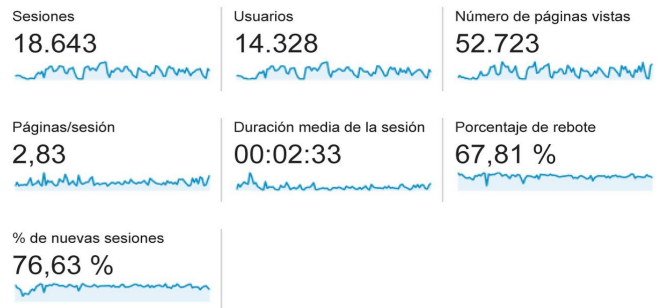 Sesiones
18.643
Usuarios
14.328
Número de páginas vistas
52.723
Páginas/sesión
2,83
Duración media de la sesión
00:02:33
Porcentaje de rebote
67,81 %
% de nuevas sesiones
76,63 %